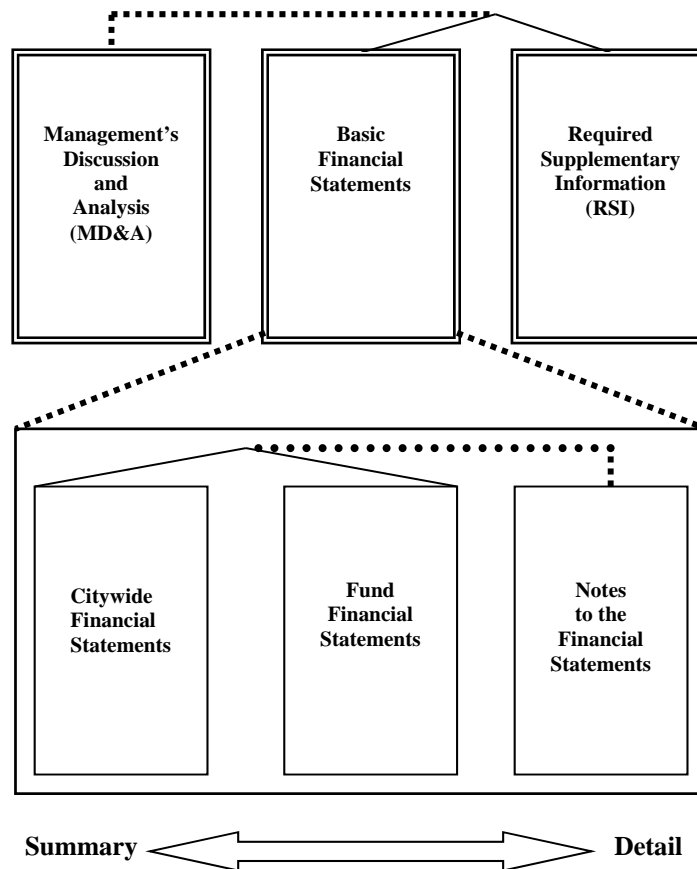 Management’s
Discussion
and
Analysis
(MD&A)
Basic
Financial
Statements
Required
Supplementary
Information
(RSI)
Citywide
Financial
Statements
Fund
Financial
Statements
Notes
to the
Financial
Statements
Summary
Detail